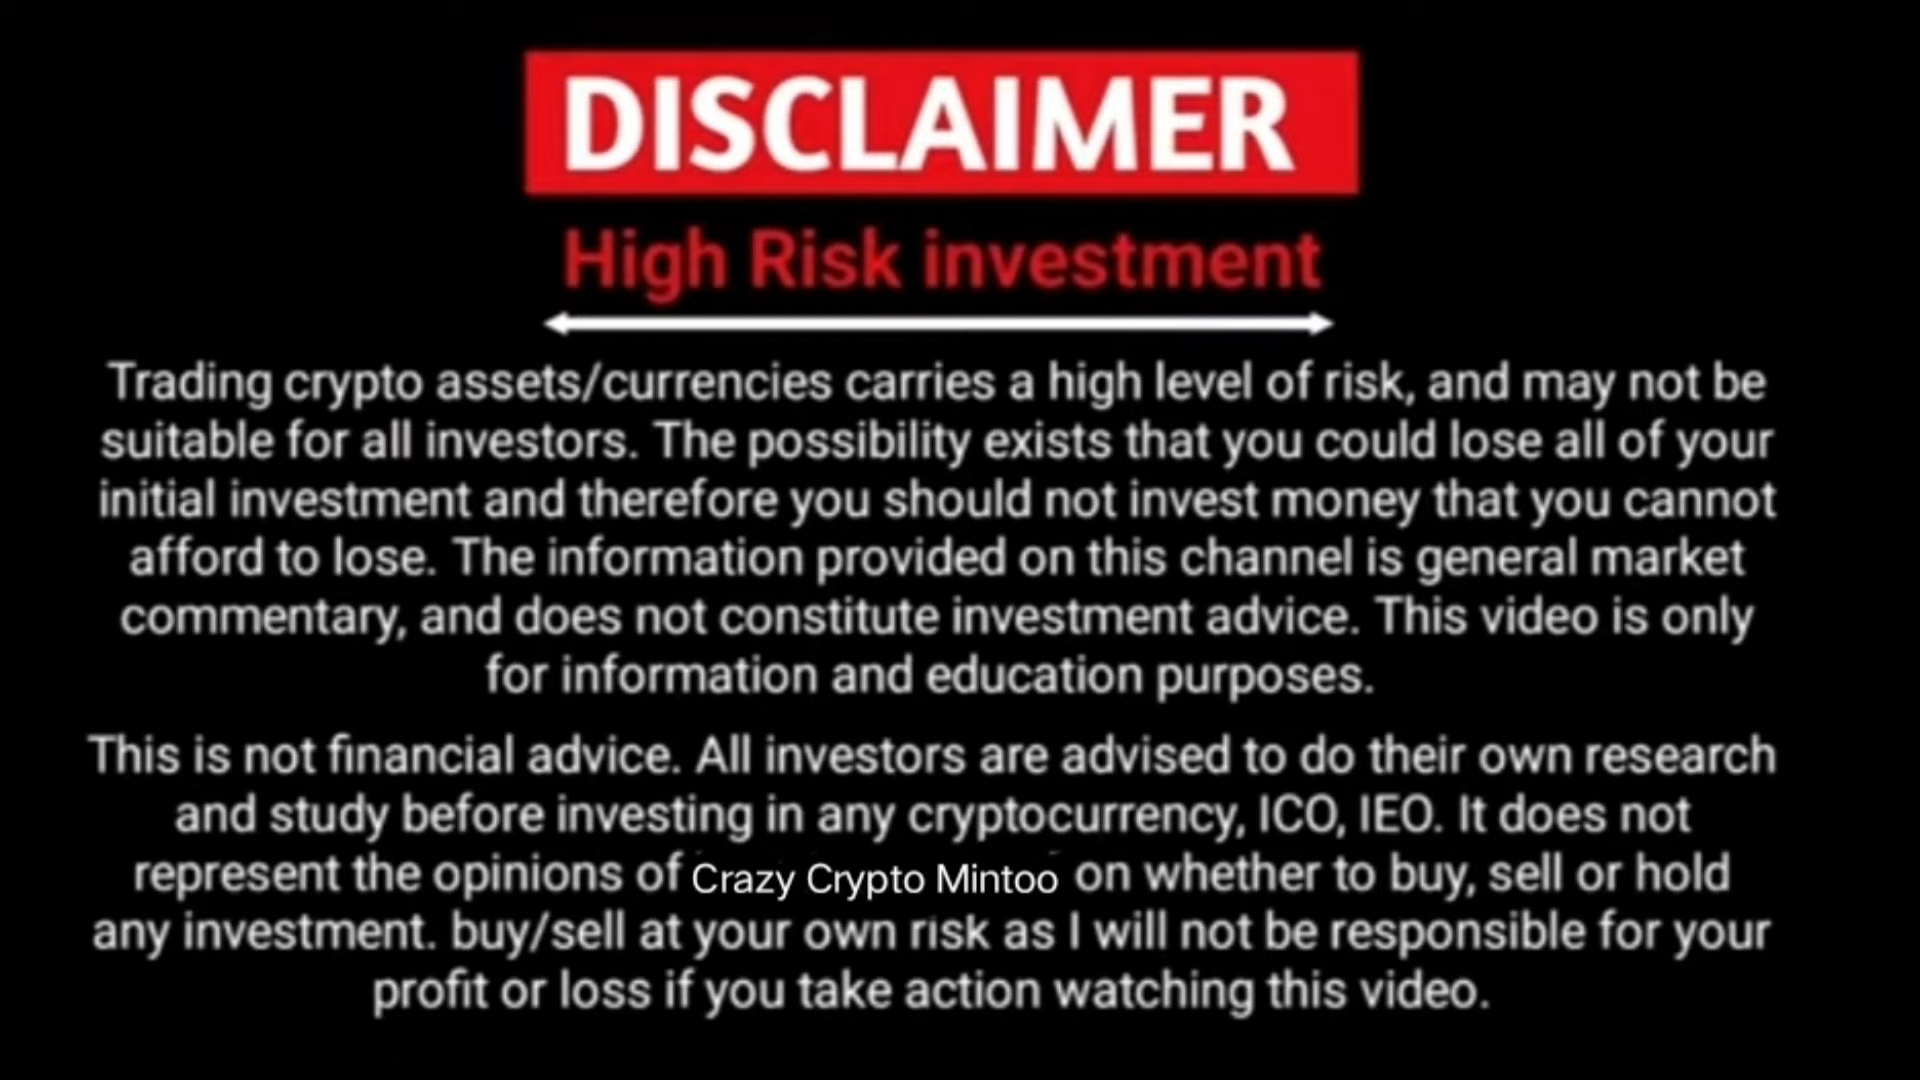 DISCLAIMER
High Risk investment
Trading crypto assets/currencies carries a high level of risk, and may not be
suitable for all investors. The possibility exists that you could lose all of your
initial investment and therefore you should not invest money that you cannot
afford to lose. The information provided on this channel is general market
commentary, and does not constitute investment advice. This video is only
for information and education purposes.
This is not financial advice. All investors are advised to do their own research
and study before investing in any cryptocurrency, ICO, IEO. It does not
represent the opinions of Crazy Crypto Mintoo on whether to buy, sell or hold
any investment. buy/sell at your own risk as I will not be responsible for your
profit or loss if you take action watching this video.